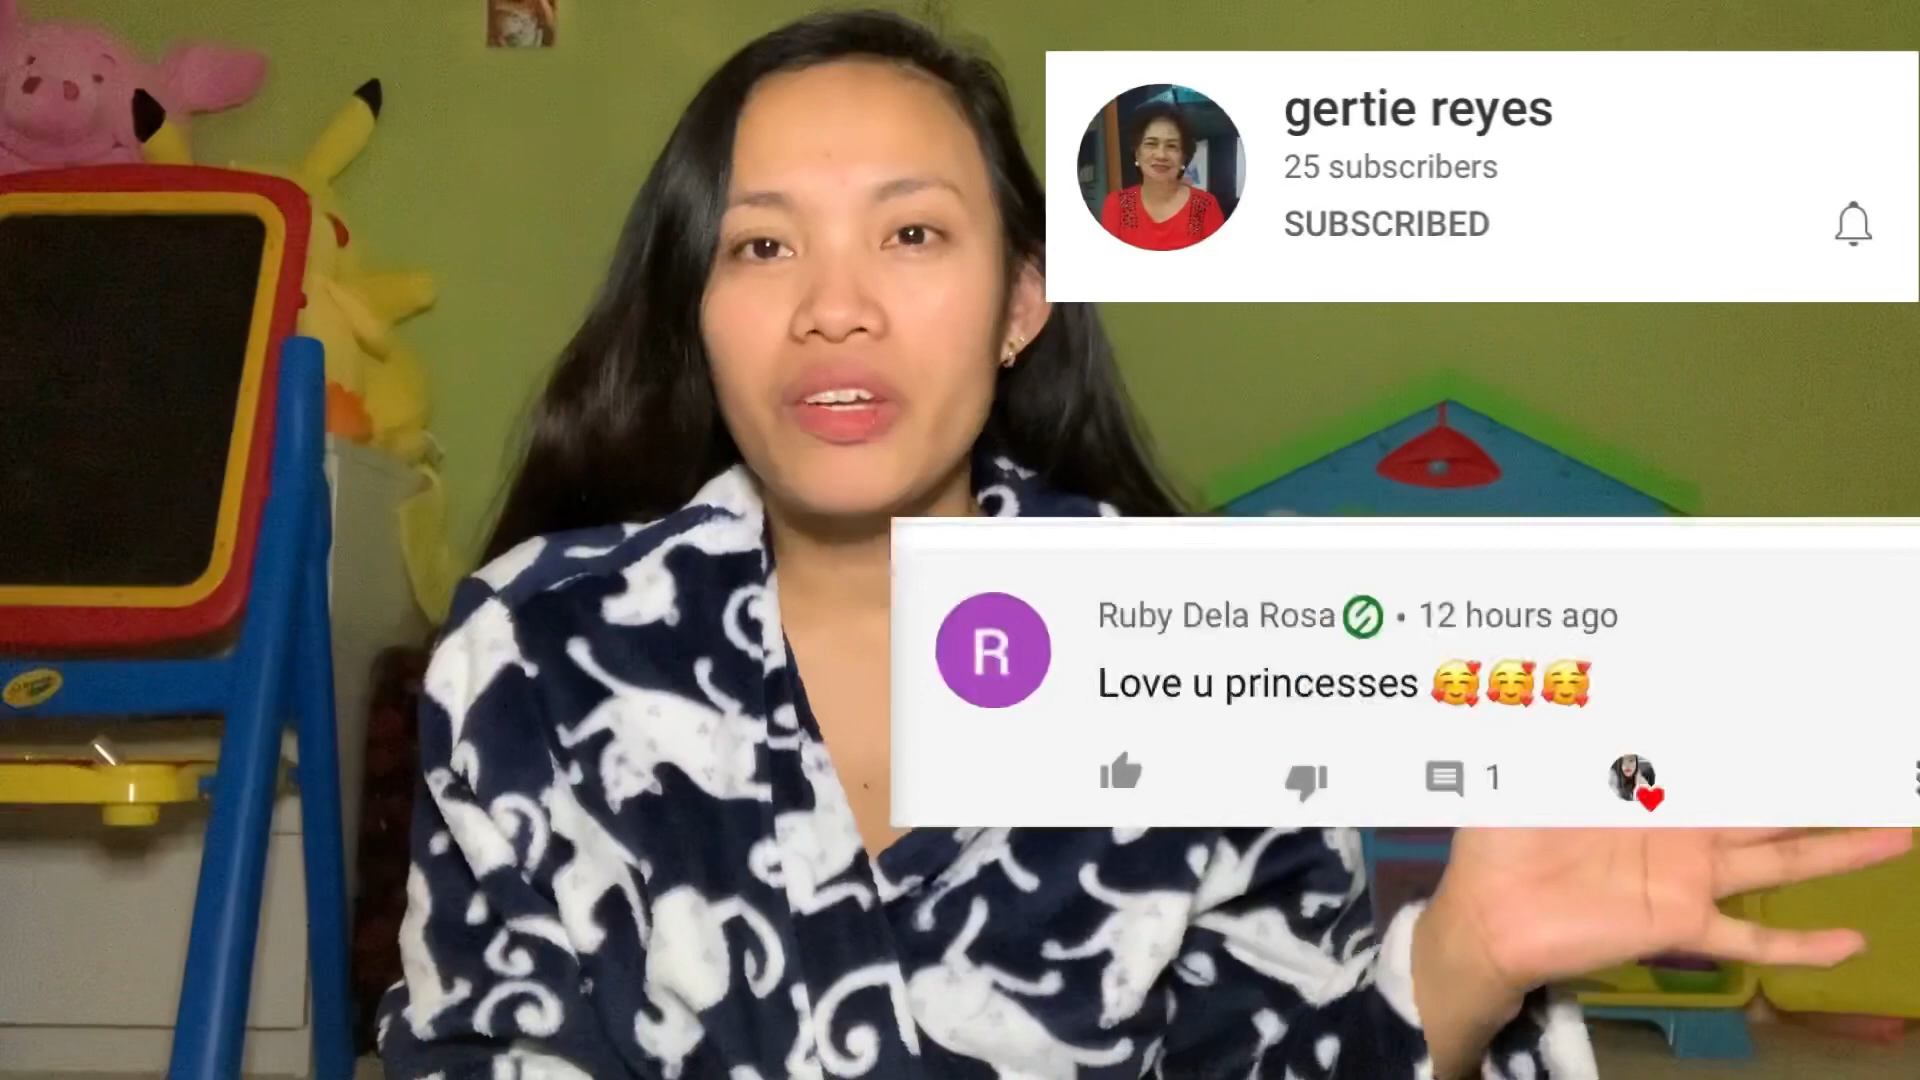 gertie reyes
25 subscribers
SUBSCRIBED
Ruby Dela Rosa • 12 hours ago
Love u princesses 🥰🥰🥰
1